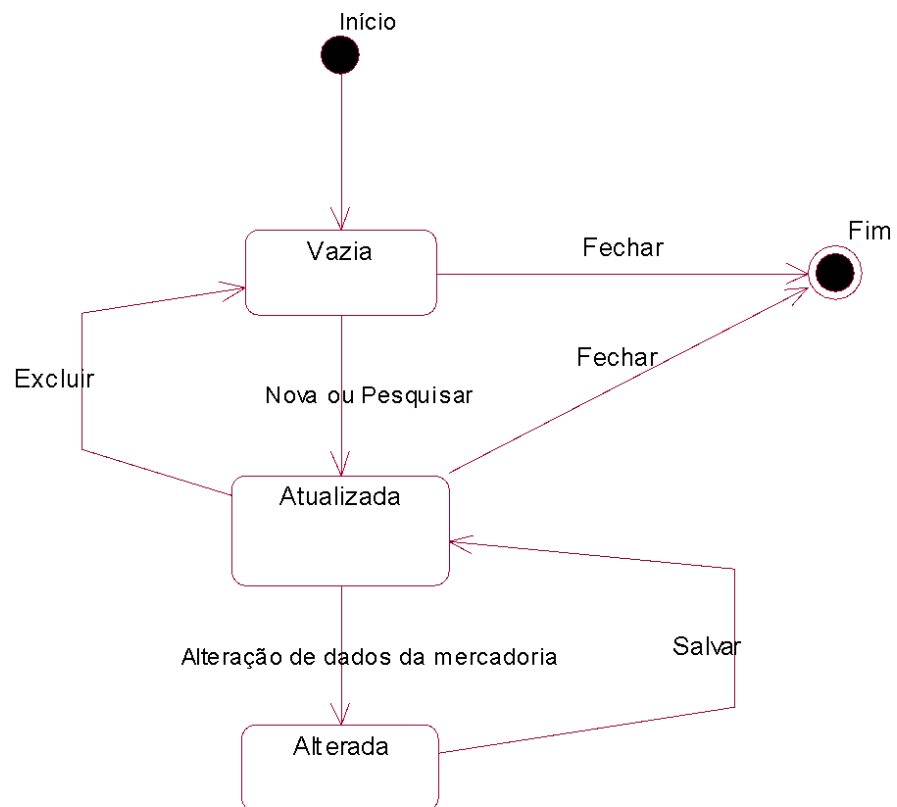 Início
Vazia
Fechar
Fim
Fechar
Excluir
Nova ou Pesquisar
Atualizada
Alteração de dados da mercadoria
Salvar
Alterada